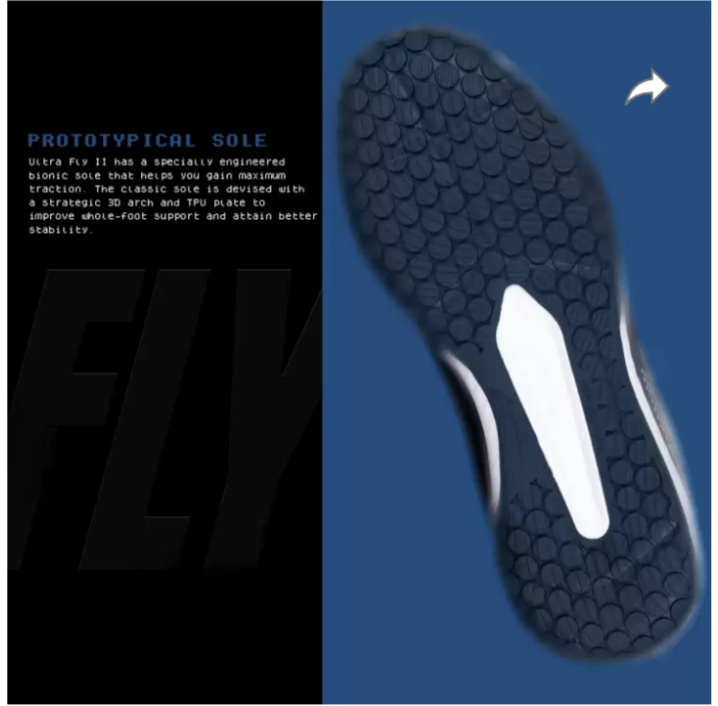 PROTOTYPICAL SOLE
Ultra Fly II has a specially engineered
bionic sole that helps you gain maximum
traction. The classic sole is devised with
a strategic 3D arch and TPU plate to
improve whole-foot support and attain better
stability.
FLY